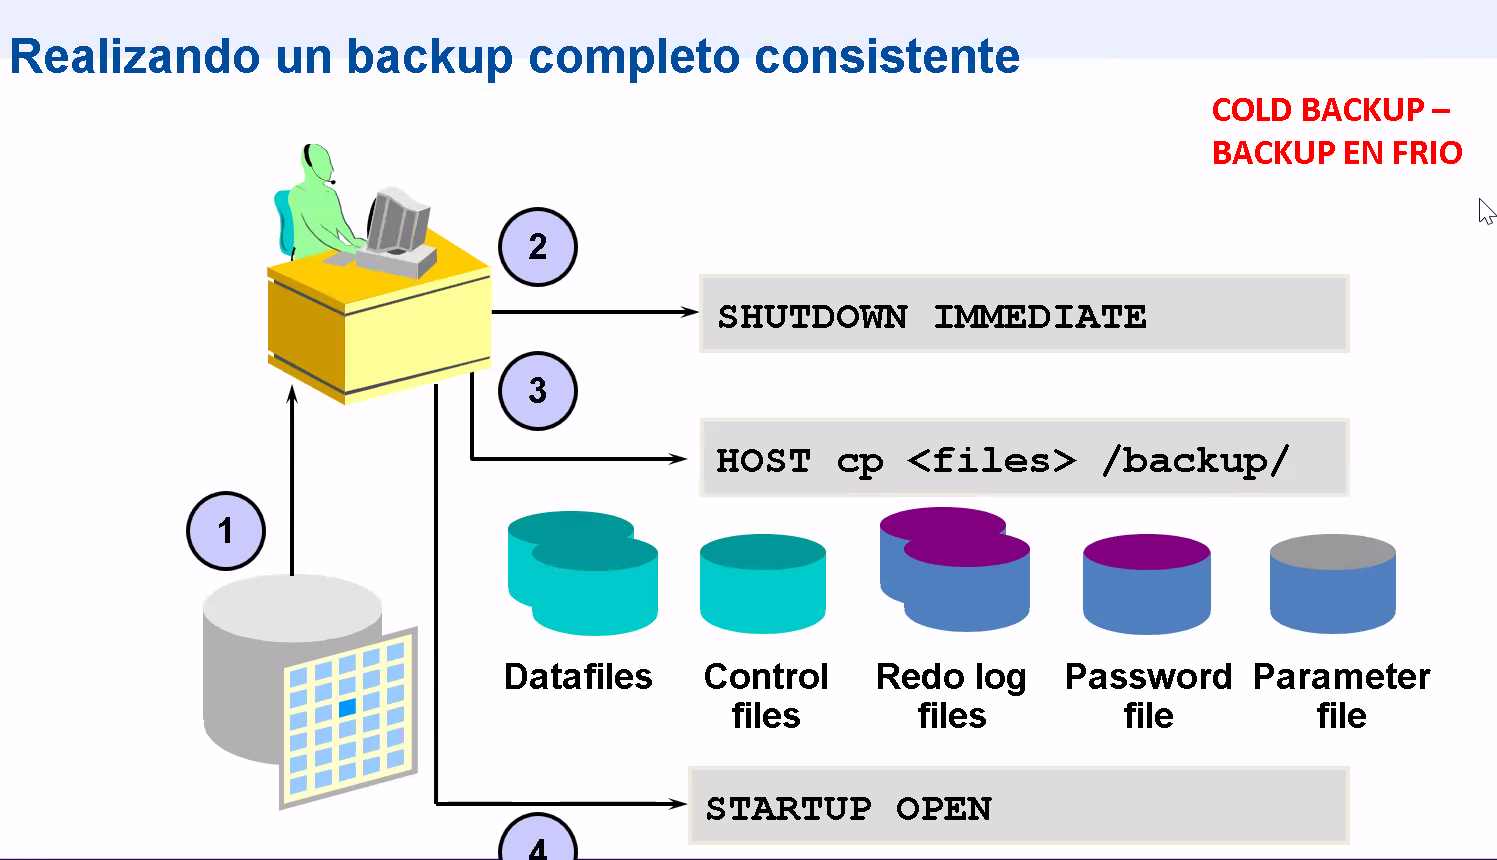 Realizando un backup completo consistente
COLD BACKUP –
BACKUP EN FRIO
2
SHUTDOWN IMMEDIATE
3
HOST cp <files> /backup/
1
Datafiles
Control
files
Redo log
files
Password
file
Parameter
file
STARTUP OPEN
4